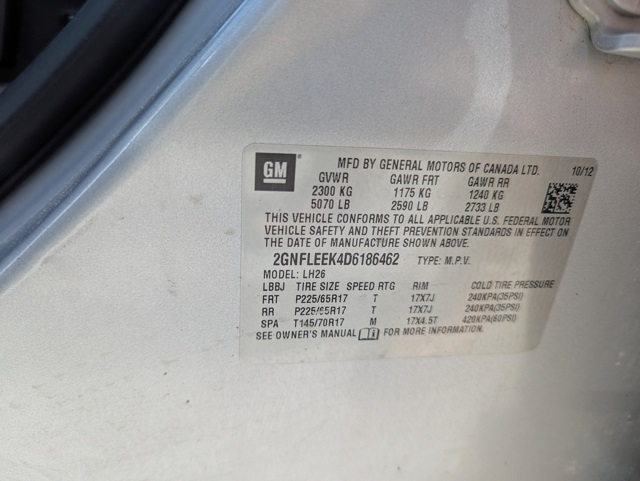 GM
MFD BY GENERAL MOTORS OF CANADA LTD. 10/12
GVWR GAWR FRT GAWR RR
2300 KG 1175 KG 1240 KG
5070 LB 2590 LB 2733 LB
THIS VEHICLE CONFORMS TO ALL APPLICABLE U.S. FEDERAL MOTOR
VEHICLE SAFETY AND THEFT PREVENTION STANDARDS IN EFFECT ON
THE DATE OF MANUFACTURE SHOWN ABOVE.
2GNFLEEK4D6186462 TYPE: M.P.V.
MODEL: LH26
LBBJ TIRE SIZE SPEED RTG RIM COLD TIRE PRESSURE
FRT P225/65R17 T 17X7J 240KPA(35PSI)
RR P225/65R17 T 17X7J 240KPA(35PSI)
SPA T145/70R17 M 17X4.5T 420KPA(60PSI)
SEE OWNER'S MANUAL FOR MORE INFORMATION.